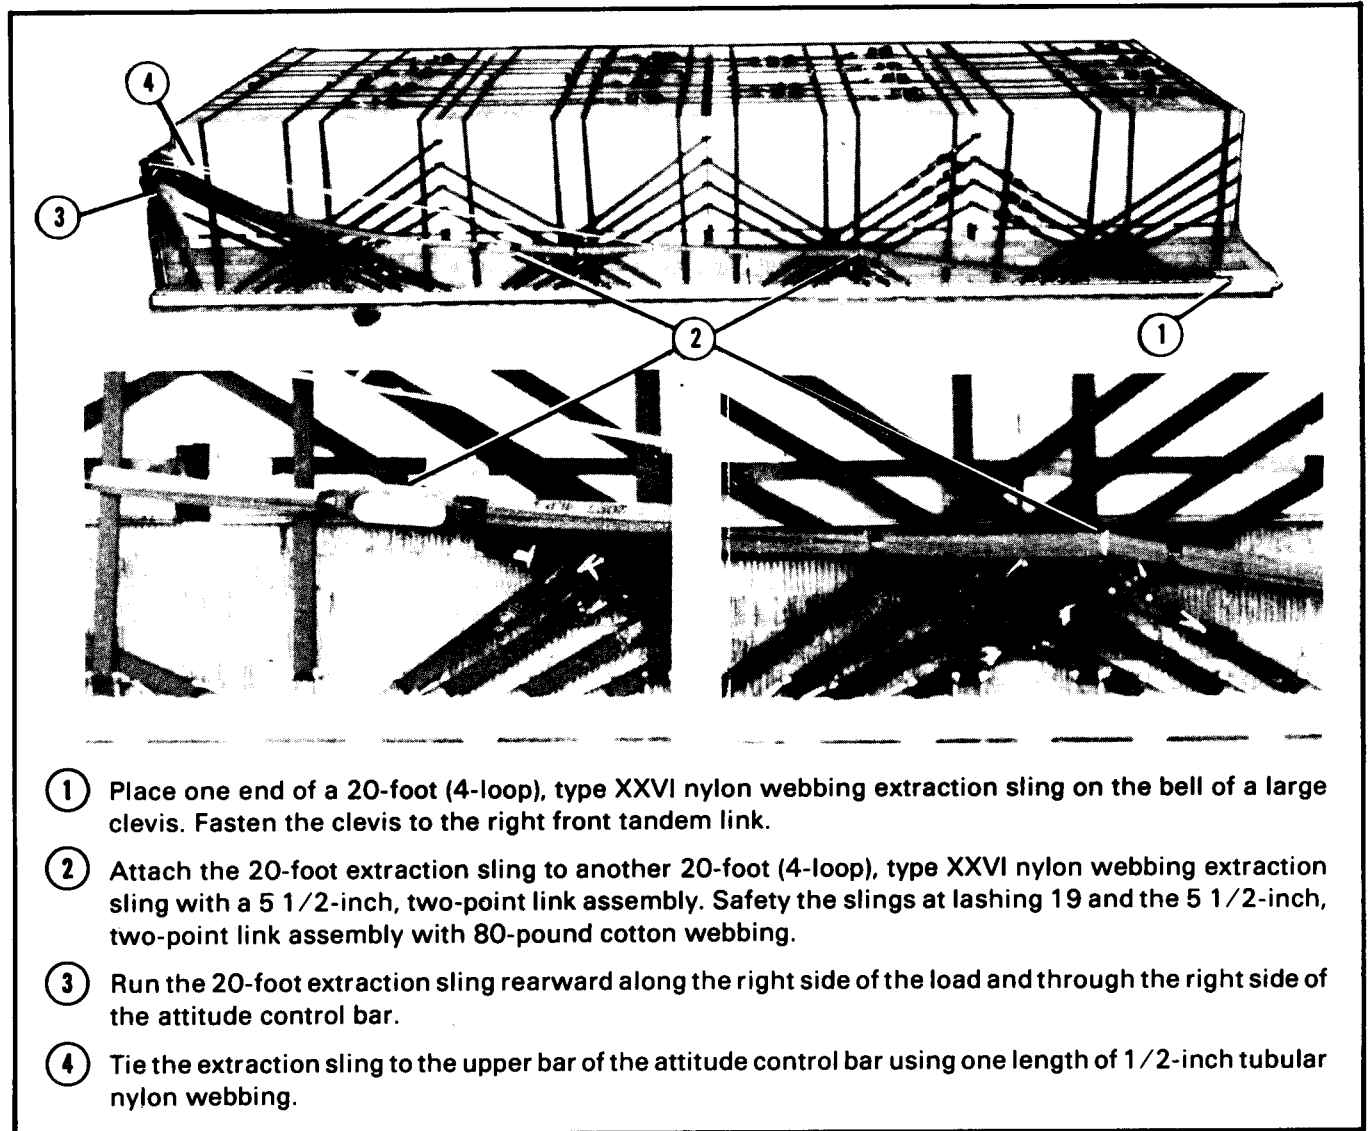 4
3
2
1
1 Place one end of a 20-foot (4-loop), type XXVI nylon webbing extraction sling on the bell of a large
clevis. Fasten the clevis to the right front tandem link.
2 Attach the 20-foot extraction sling to another 20-foot (4-loop), type XXVI nylon webbing extraction
sling with a 5 1/2-inch, two-point link assembly. Safety the slings at lashing 19 and the 5 1/2-inch,
two-point link assembly with 80-pound cotton webbing.
3 Run the 20-foot extraction sling rearward along the right side of the load and through the right side of
the attitude control bar.
4 Tie the extraction sling to the upper bar of the attitude control bar using one length of 1/2-inch tubular
nylon webbing.